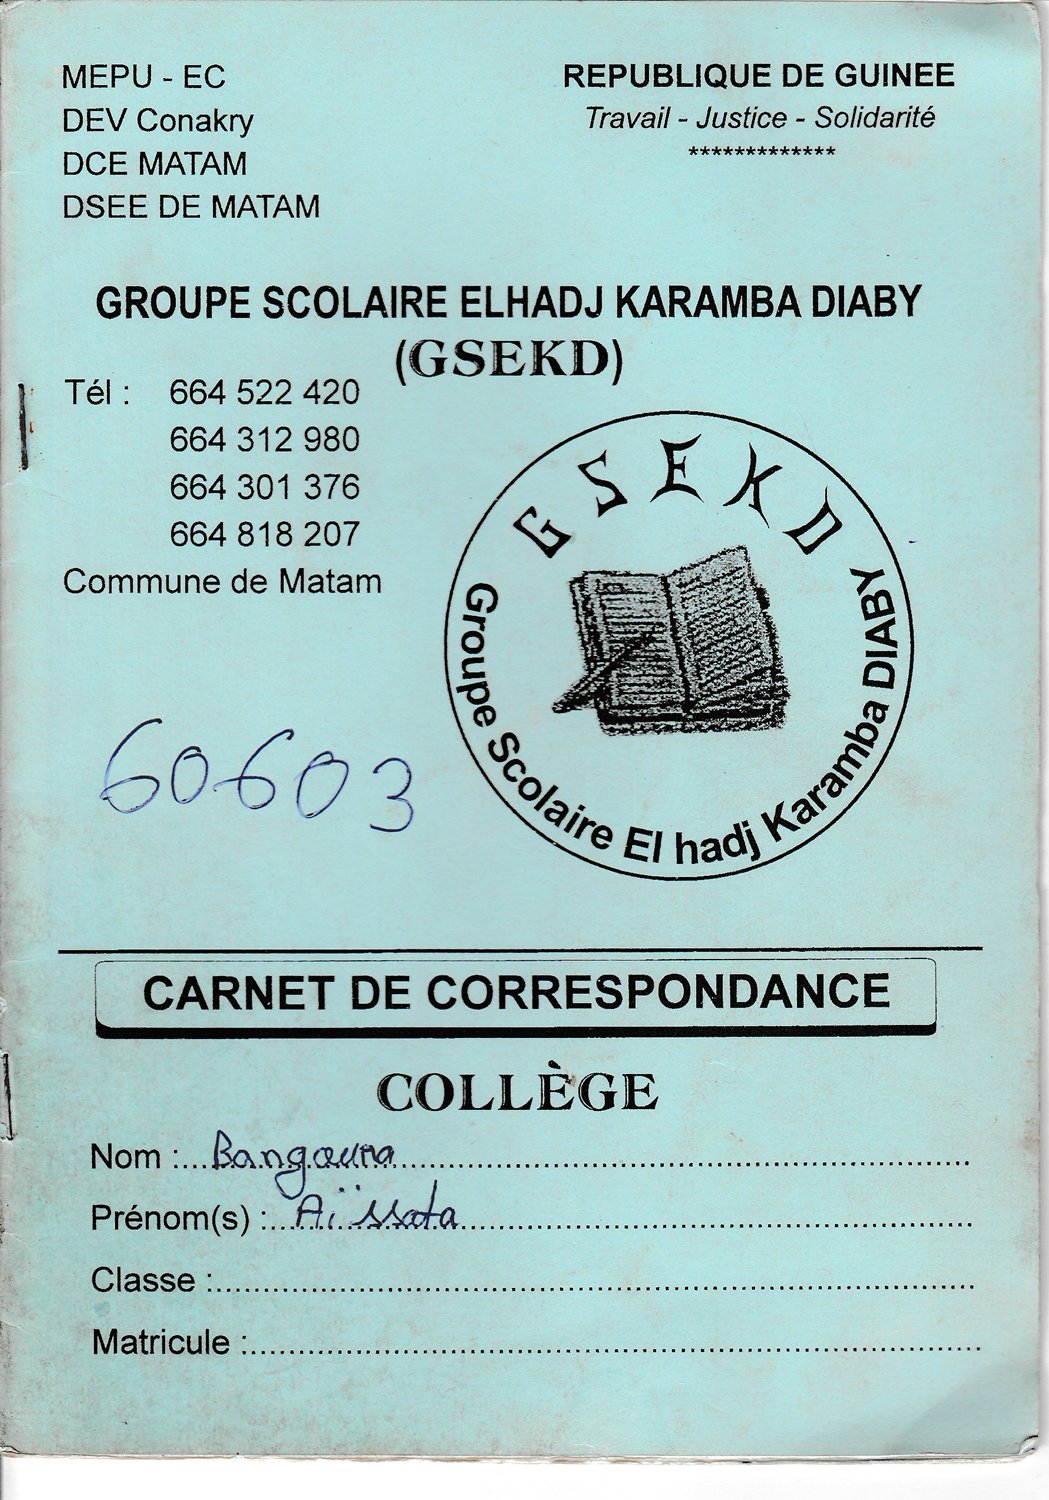 MEPU - EC
DEV Conakry
DCE MATAM
DSEE DE MATAM
REPUBLIQUE DE GUINEE
Travail - Justice - Solidarité
*************
GROUPE SCOLAIRE ELHADJ KARAMBA DIABY
(GSEKD)
Tél : 664 522 420
664 312 980
664 301 376
664 818 207
Commune de Matam
GSEKD
Groupe Scolaire El hadj Karamba DIABY
60603
CARNET DE CORRESPONDANCE
COLLÈGE
Nom : Bangoura
Prénom(s) : Aïssata
Classe :
Matricule :